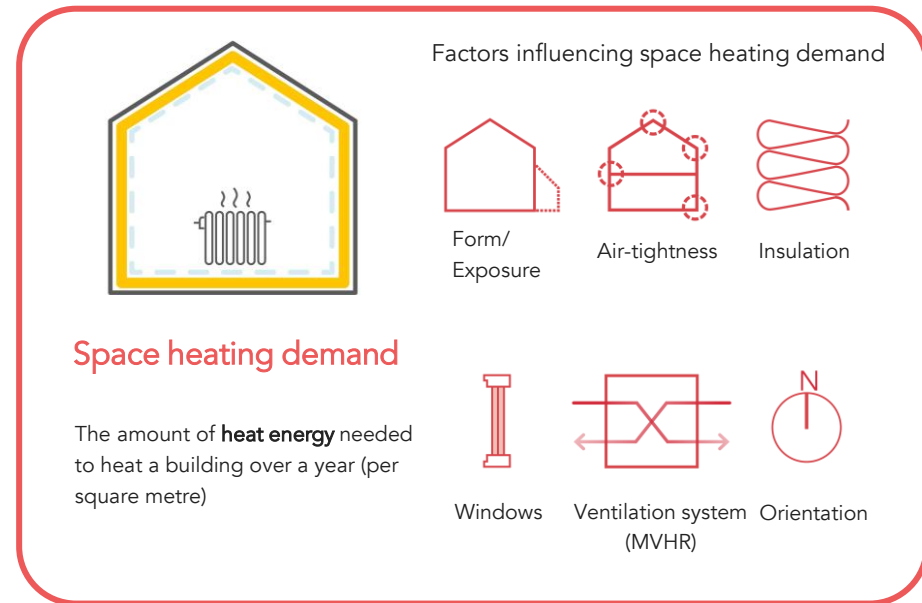 Factors influencing space heating demand
Form/
Exposure
Air-tightness
Insulation
Space heating demand
The amount of heat energy needed
to heat a building over a year (per
square metre)
N
Windows
Ventilation system
(MVHR)
Orientation